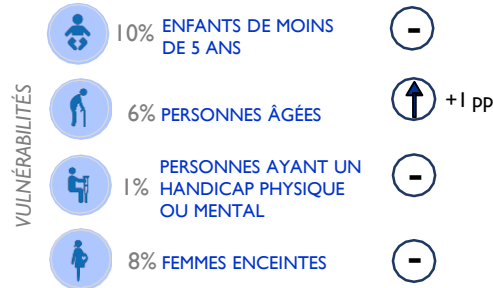 VULNÉRABILITÉS
10% ENFANTS DE MOINS
DE 5 ANS
-
6% PERSONNES ÂGÉES
+1 pp
1% PERSONNES AYANT UN
HANDICAP PHYSIQUE
OU MENTAL
-
8% FEMMES ENCEINTES
-